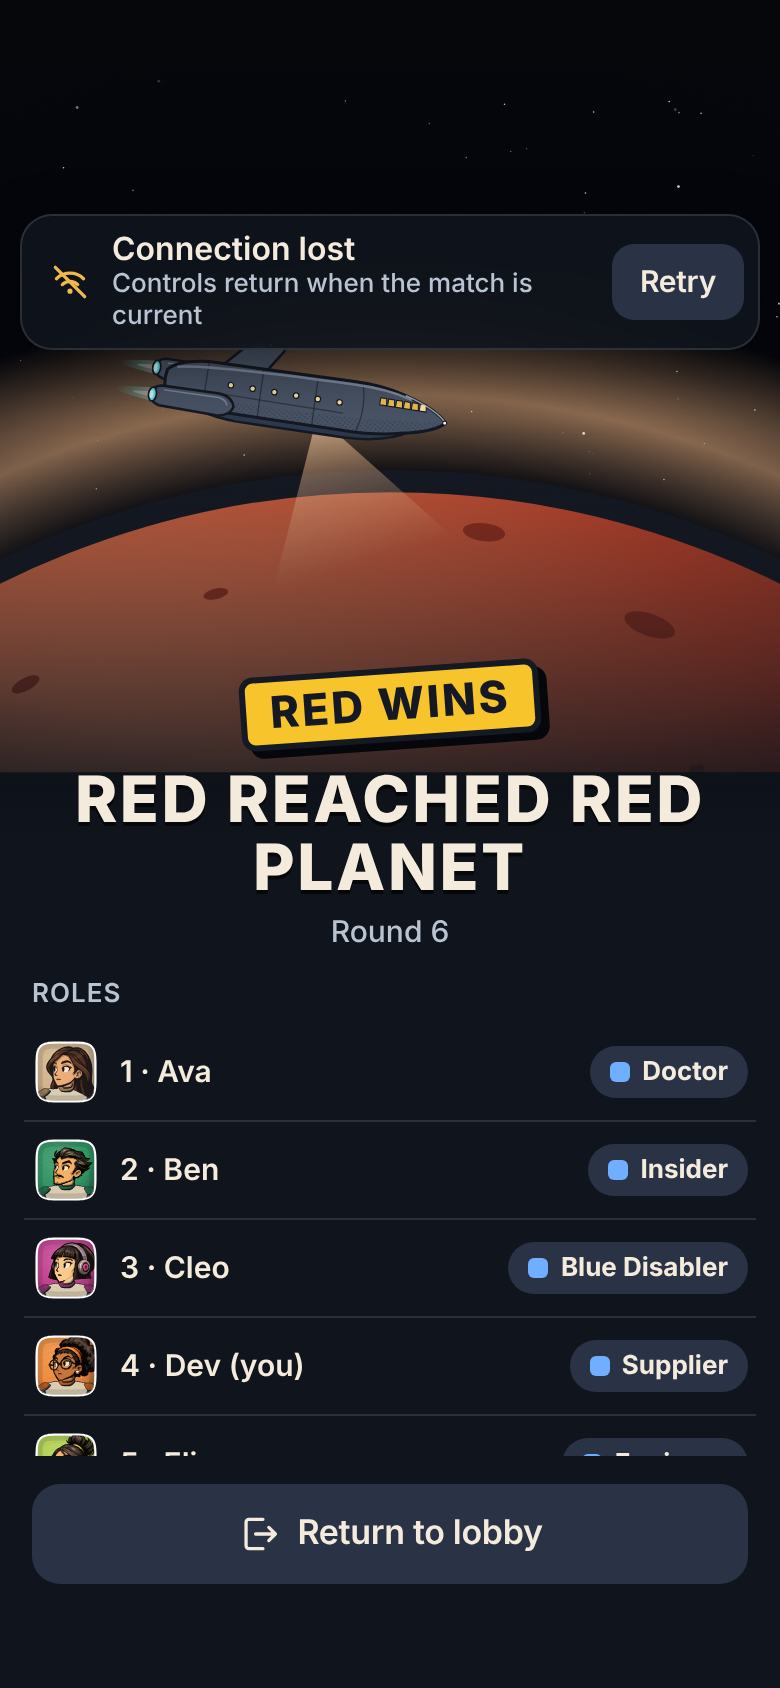 Connection lost
Controls return when the match is
current
Retry
RED WINS
RED REACHED RED
PLANET
Round 6
ROLES
1 · Ava
Doctor
2 · Ben
Insider
3 · Cleo
Blue Disabler
4 · Dev (you)
Supplier
Return to lobby